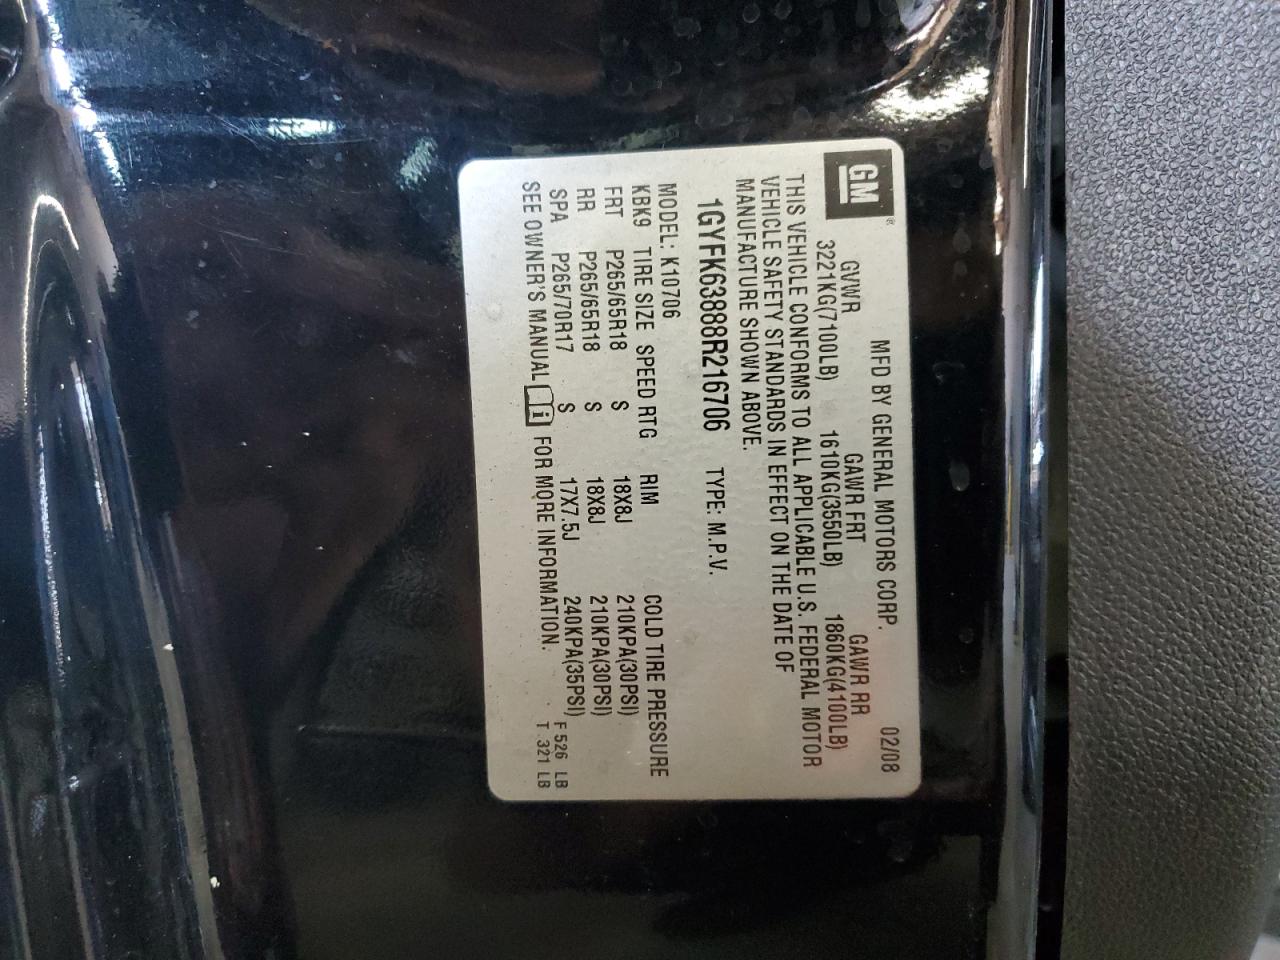 GM®
MFD BY GENERAL MOTORS CORP. 02/08
GVWR GAWR FRT GAWR RR
3221KG(7100LB) 1610KG(3550LB) 1860KG(4100LB)
THIS VEHICLE CONFORMS TO ALL APPLICABLE U.S. FEDERAL MOTOR
VEHICLE SAFETY STANDARDS IN EFFECT ON THE DATE OF
MANUFACTURE SHOWN ABOVE.
1GYFK63888R216706 TYPE: M.P.V.
MODEL: K10706
KBK9 TIRE SIZE SPEED RTG RIM COLD TIRE PRESSURE
FRT P265/65R18 S 18X8J 210KPA(30PSI)
RR P265/65R18 S 18X8J 210KPA(30PSI)
SPA P265/70R17 S 17X7.5J 240KPA(35PSI) F 526 LB
SEE OWNER'S MANUAL i FOR MORE INFORMATION. T 321 LB